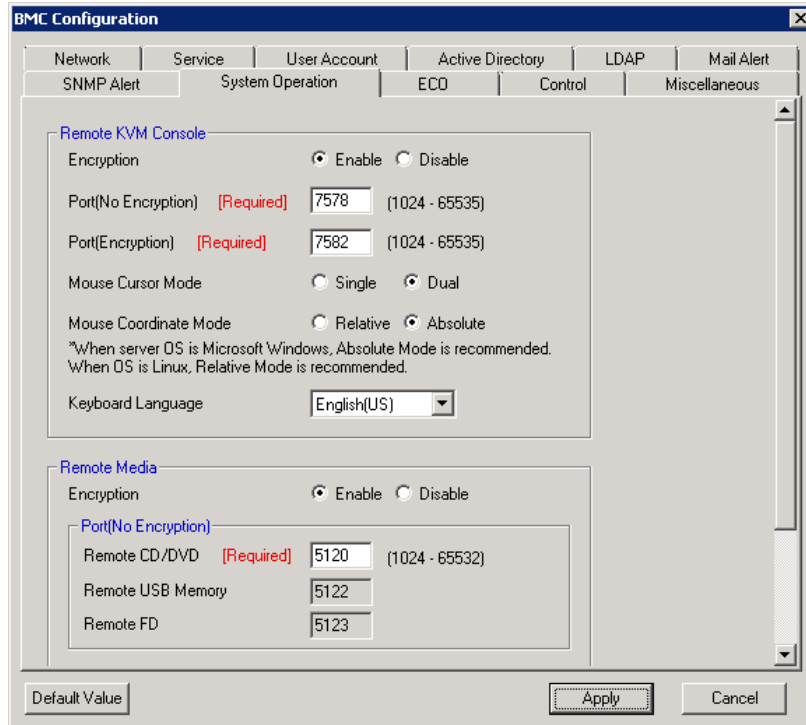 BMC Configuration
Network Service User Account Active Directory LDAP Mail Alert
SNMP Alert System Operation ECO Control Miscellaneous
Remote KVM Console
Encryption Enable Disable
Port(No Encryption) [Required] 7578 (1024 - 65535)
Port(Encryption) [Required] 7582 (1024 - 65535)
Mouse Cursor Mode Single Dual
Mouse Coordinate Mode Relative Absolute
*When server OS is Microsoft Windows, Absolute Mode is recommended.
When OS is Linux, Relative Mode is recommended.
Keyboard Language English(US)
Remote Media
Encryption Enable Disable
Port(No Encryption)
Remote CD/DVD [Required] 5120 (1024 - 65532)
Remote USB Memory 5122
Remote FD 5123
Default Value Apply Cancel